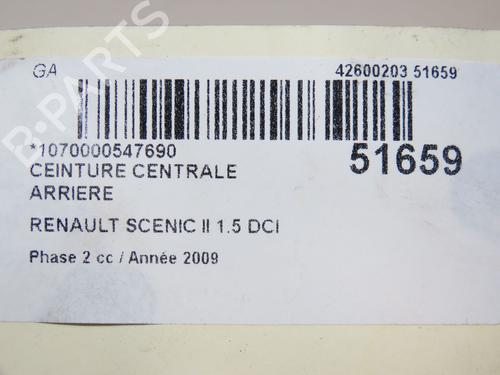 GA 42600203 51659
*1070000547690
51659
CEINTURE CENTRALE
ARRIERE
RENAULT SCENIC II 1.5 DCI
Phase 2 cc / Année 2009
B-PARTS